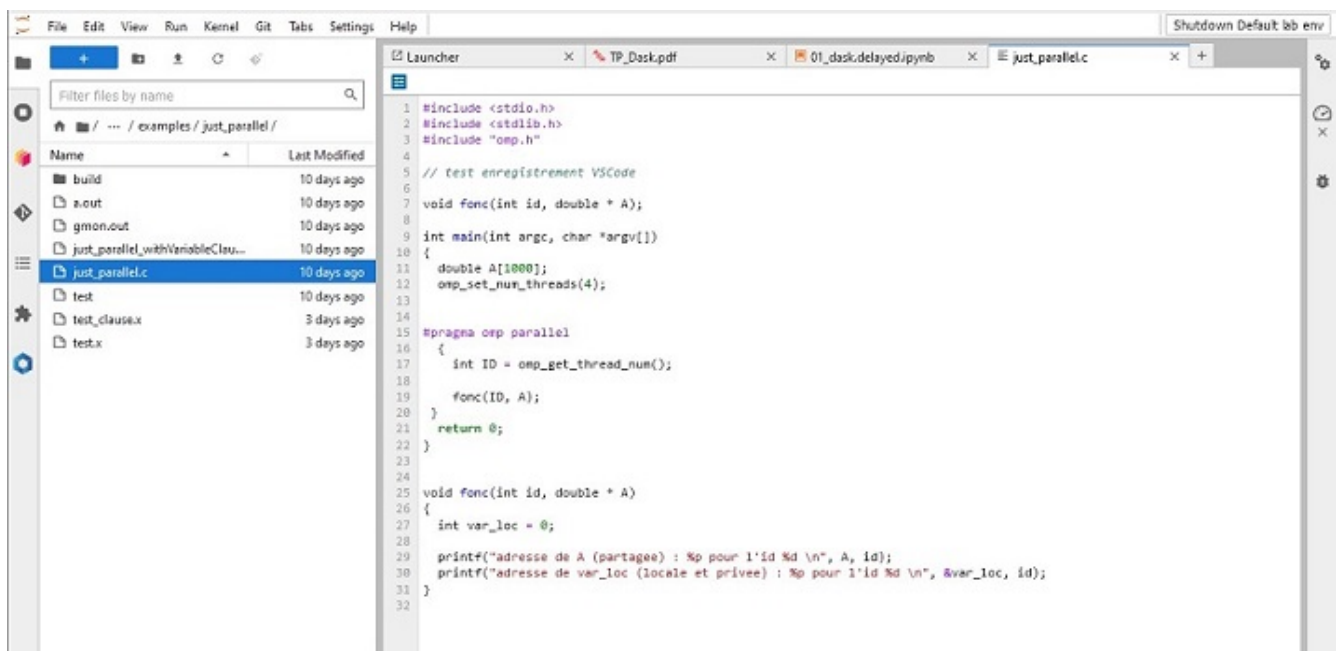 File Edit View Run Kernel Git Tabs Settings Help
Shutdown Default lab env
Launcher
TP_Dask.pdf
01_dask.delayed.ipynb
just_parallel.c
Filter files by name
/ ··· / examples / just_parallel /
Name Last Modified
build 10 days ago
a.out 10 days ago
gmon.out 10 days ago
just_parallel_withVariableClau... 10 days ago
just_parallel.c 10 days ago
test 10 days ago
test_clause.x 3 days ago
test.x 3 days ago
1 #include <stdio.h>
2 #include <stdlib.h>
3 #include "omp.h"
4
5 // test enregistrement VSCode
6
7 void fonc(int id, double * A);
8
9 int main(int argc, char *argv[])
10 {
11 double A[1000];
12 omp_set_num_threads(4);
13
14
15 #pragma omp parallel
16 {
17 int ID = omp_get_thread_num();
18
19 fonc(ID, A);
20 }
21 return 0;
22 }
23
24
25 void fonc(int id, double * A)
26 {
27 int var_loc = 0;
28
29 printf("adresse de A (partagee) : %p pour l'id %d \n", A, id);
30 printf("adresse de var_loc (locale et privee) : %p pour l'id %d \n", &var_loc, id);
31 }
32